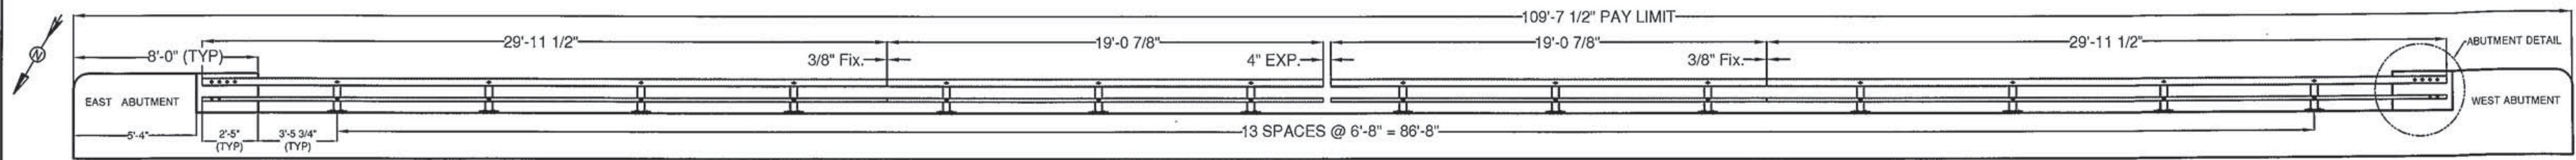 109'-7 1/2" PAY LIMIT
29'-11 1/2"
19'-0 7/8"
19'-0 7/8"
29'-11 1/2"
ABUTMENT DETAIL
N
8'-0" (TYP)
3/8" Fix.
4" EXP.
3/8" Fix.
EAST ABUTMENT
WEST ABUTMENT
5'-4"
2'-5"
(TYP)
3'-5 3/4"
(TYP)
13 SPACES @ 6'-8" = 86'-8"